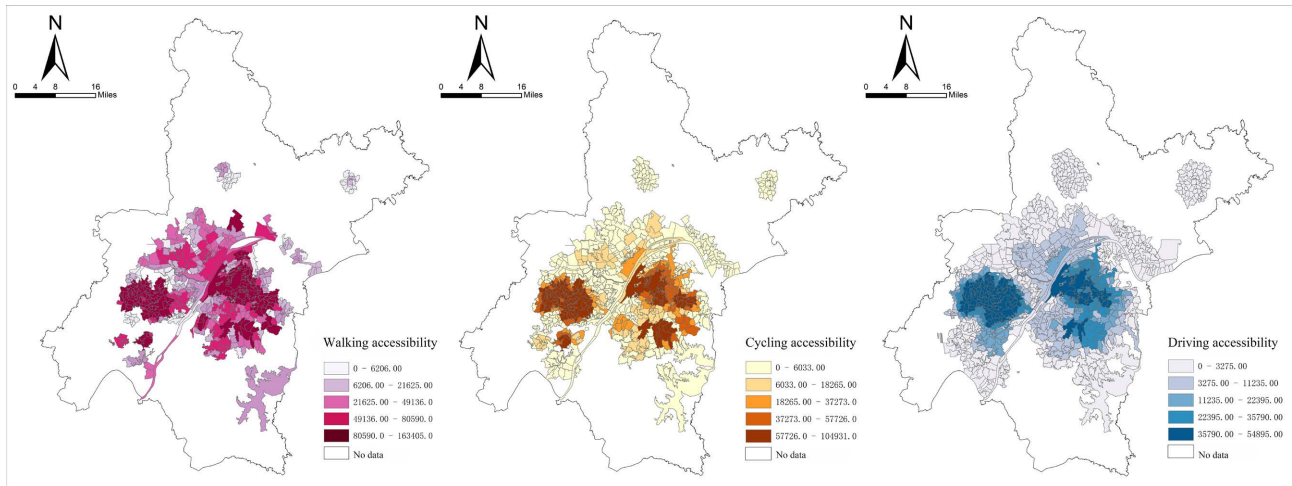 N
0 4 8 16
Miles
Walking accessibility
0 - 6206.00
6206.00 - 21625.00
21625.00 - 49136.0
49136.0 - 80590.0
80590.0 - 163405.0
No data
N
0 4 8 16
Miles
Cycling accessibility
0 - 6033.00
6033.00 - 18265.00
18265.00 - 37273.0
37273.0 - 57726.0
57726.0 - 104931.0
No data
N
0 4 8 16
Miles
Driving accessibility
0 - 3275.00
3275.00 - 11235.00
11235.00 - 22395.00
22395.00 - 35790.00
35790.00 - 54895.00
No data